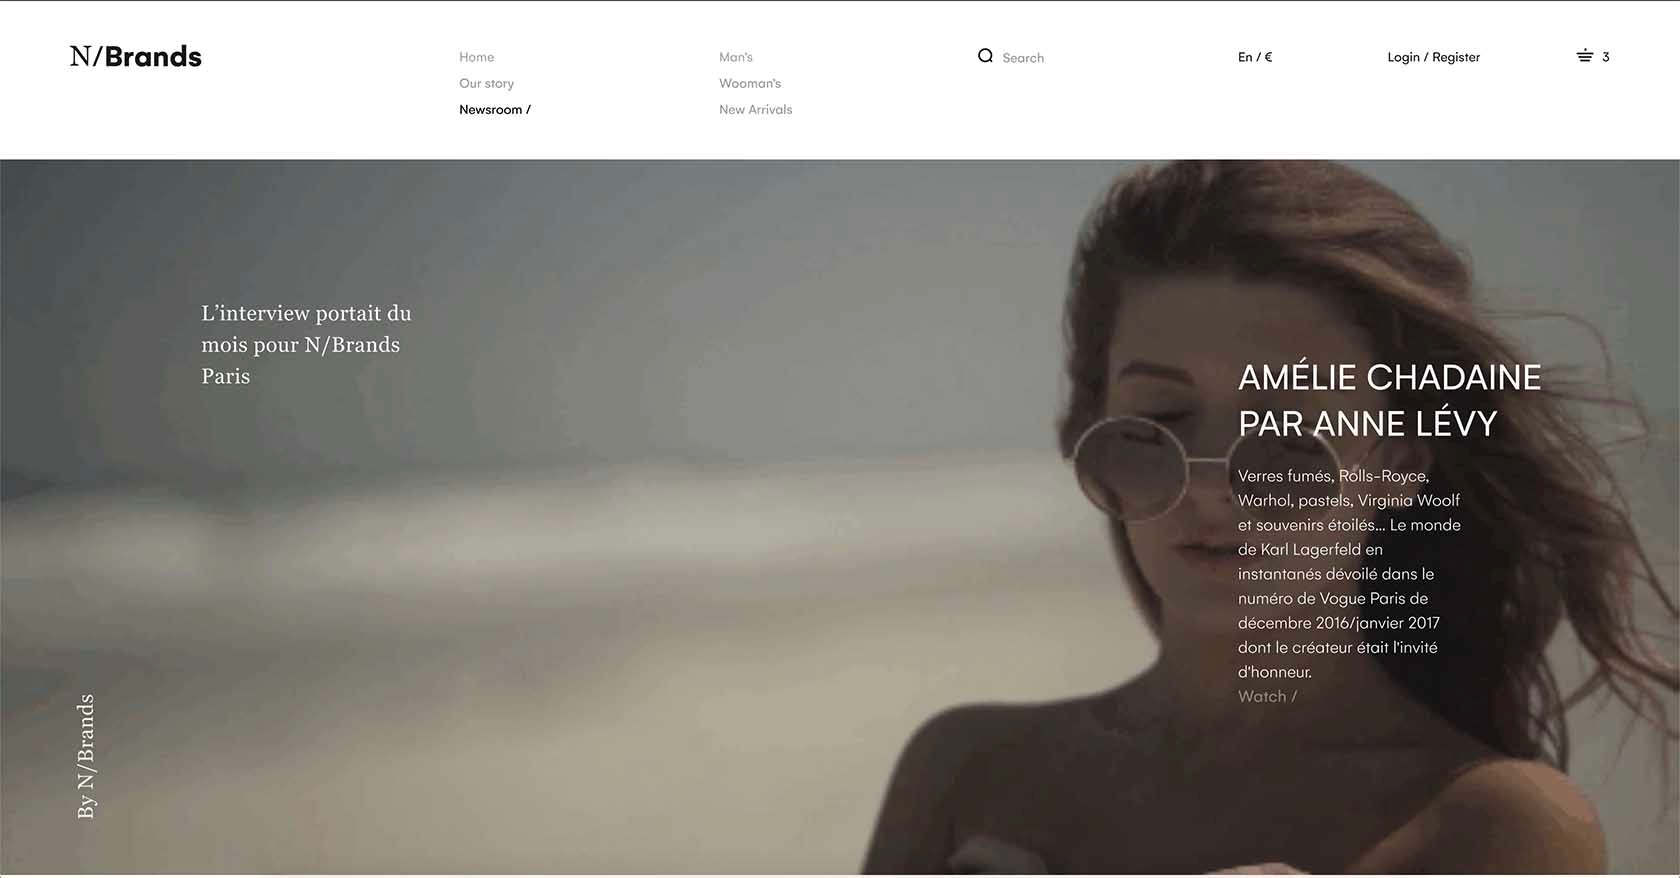 N/Brands
Home
Our story
Newsroom /
Man's
Wooman's
New Arrivals
Search
En / €
Login / Register
3
L’interview portait du
mois pour N/Brands
Paris
AMÉLIE CHADAINE
PAR ANNE LÉVY
Verres fumés, Rolls-Royce,
Warhol, pastels, Virginia Woolf
et souvenirs étoilés... Le monde
de Karl Lagerfeld en
instantanés dévoilé dans le
numéro de Vogue Paris de
décembre 2016/janvier 2017
dont le créateur était l'invité
d'honneur.
Watch /
By N/Brands